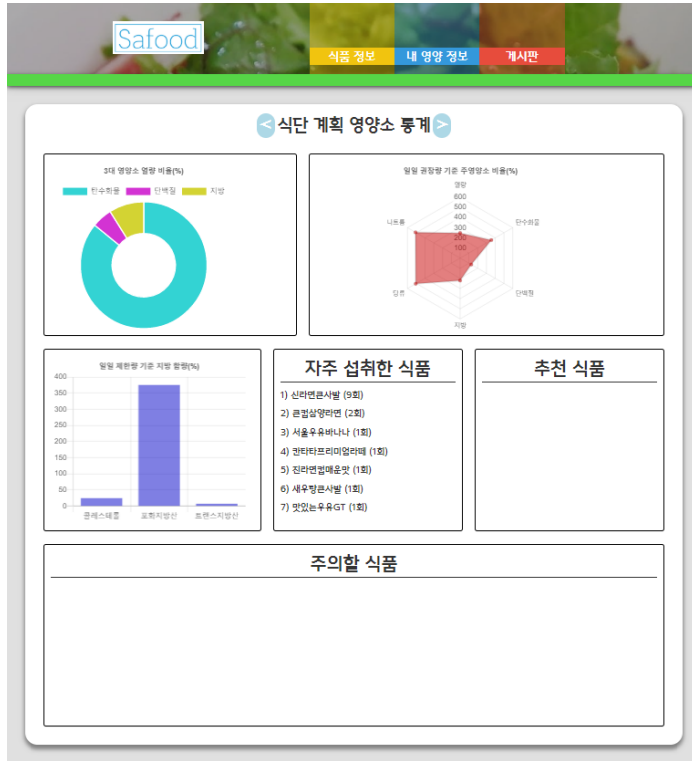 Safood
식품 정보 내 영양 정보 게시판
< 식단 계획 영양소 통계 >
3대 영양소 열량 비율(%)
탄수화물 단백질 지방
일일 권장량 기준 주영양소 비율(%)
열량
600
500
400
300
200
100
나트륨
탄수화물
당류
단백질
지방
일일 제한량 기준 지방 함량(%)
400
350
300
250
200
150
100
50
0
콜레스테롤 포화지방산 트랜스지방산
자주 섭취한 식품
1) 신라면큰사발 (9회)
2) 큰컵삼양라면 (2회)
3) 서울우유바나나 (1회)
4) 칸타타프리미엄라떼 (1회)
5) 진라면컵매운맛 (1회)
6) 새우탕큰사발 (1회)
7) 맛있는우유GT (1회)
추천 식품
주의할 식품